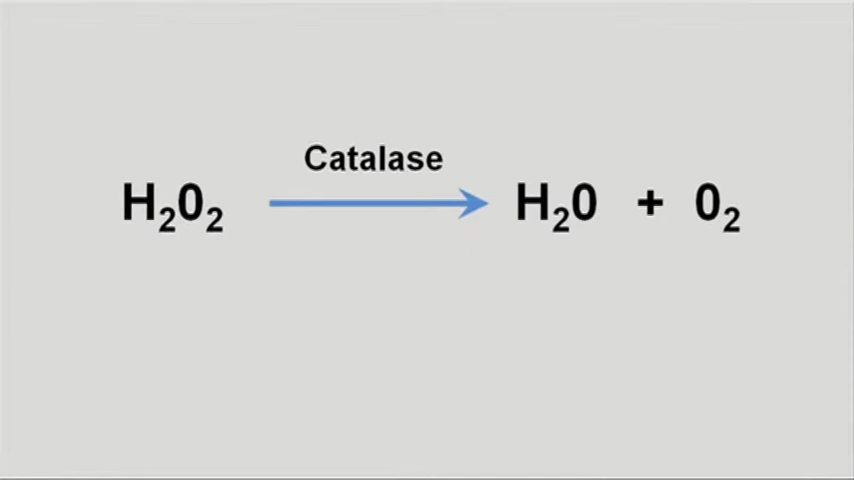 Catalase
H₂0₂ → H₂0 + 0₂